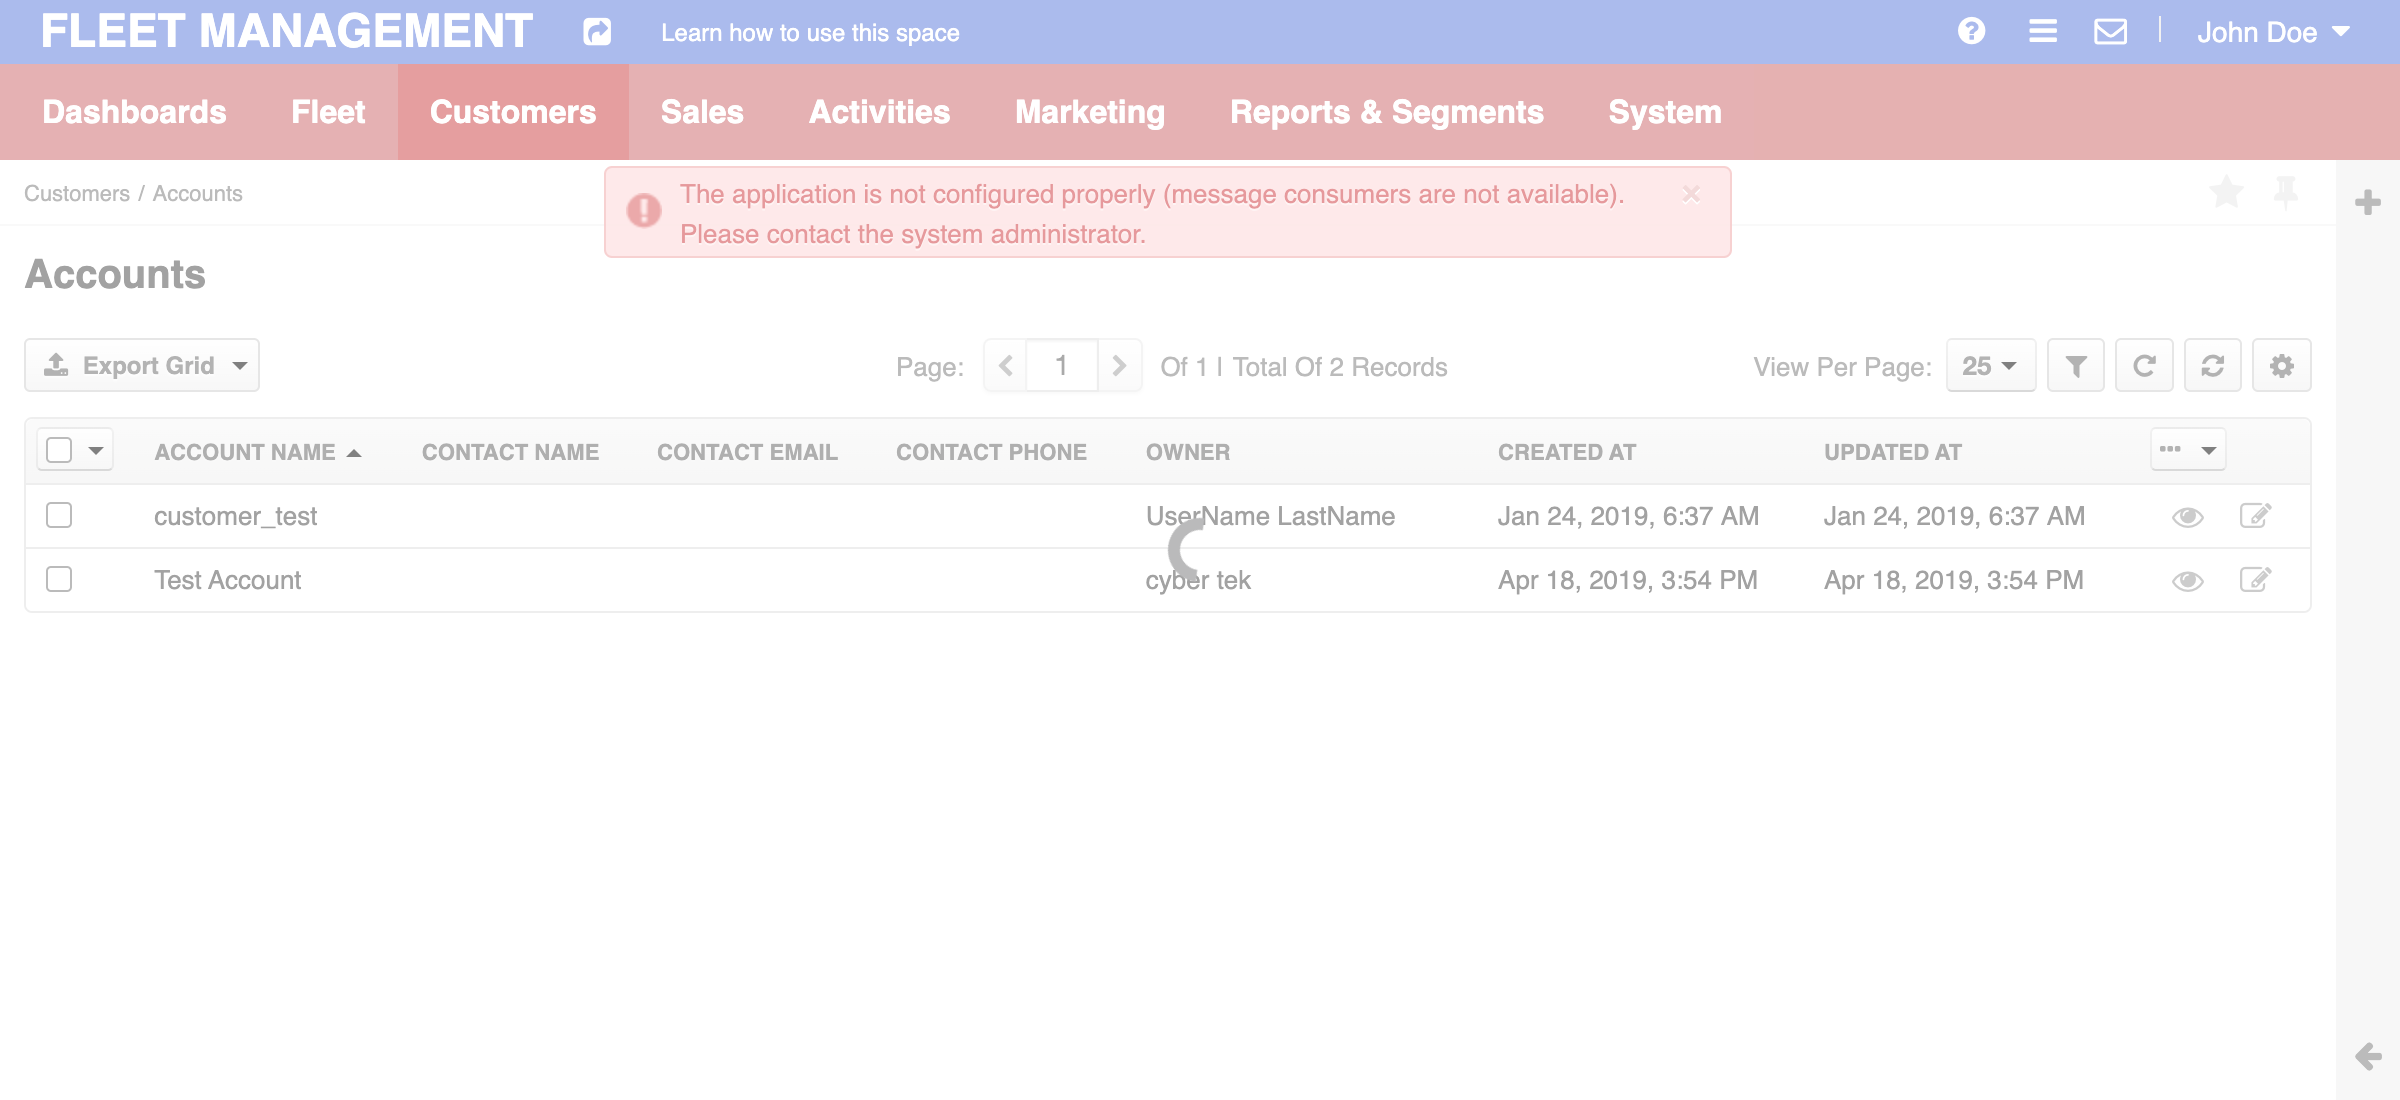 FLEET MANAGEMENT Learn how to use this space John Doe
Dashboards Fleet Customers Sales Activities Marketing Reports & Segments System
Customers / Accounts
The application is not configured properly (message consumers are not available). ×
Please contact the system administrator.
Accounts
Export Grid Page: 1 Of 1 | Total Of 2 Records View Per Page: 25
ACCOUNT NAME CONTACT NAME CONTACT EMAIL CONTACT PHONE OWNER CREATED AT UPDATED AT
customer_test UserName LastName Jan 24, 2019, 6:37 AM Jan 24, 2019, 6:37 AM
Test Account cyber tek Apr 18, 2019, 3:54 PM Apr 18, 2019, 3:54 PM